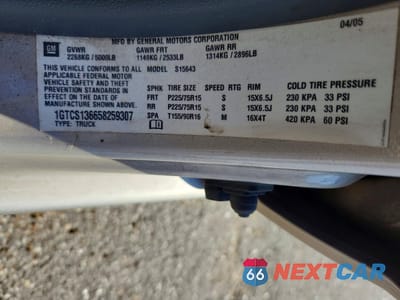 MFD BY GENERAL MOTORS CORPORATION 04/05
GM GVWR GAWR FRT GAWR RR
2268KG / 5000LB 1149KG / 2533LB 1314KG / 2896LB
THIS VEHICLE CONFORMS TO ALL MODEL S15643
APPLICABLE FEDERAL MOTOR
VEHICLE SAFETY AND THEFT SPHK TIRE SIZE SPEED RTG RIM COLD TIRE PRESSURE
PREVENTION STANDARDS IN FRT P225/75R15 S 15X6.5J 230 KPA 33 PSI
EFFECT ON THE DATE OF RR P225/75R15 S 15X6.5J 230 KPA 33 PSI
MANUFACTURE SHOWN ABOVE. SPA T155/90R16 M 16X4T 420 KPA 60 PSI
1GTCS136658259307
TYPE: TRUCK
66 NEXTCAR